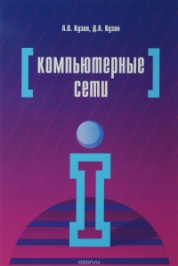 А.В. Кузин, Д.А. Кузин
[ КОМПЬЮТЕРНЫЕ
СЕТИ ]